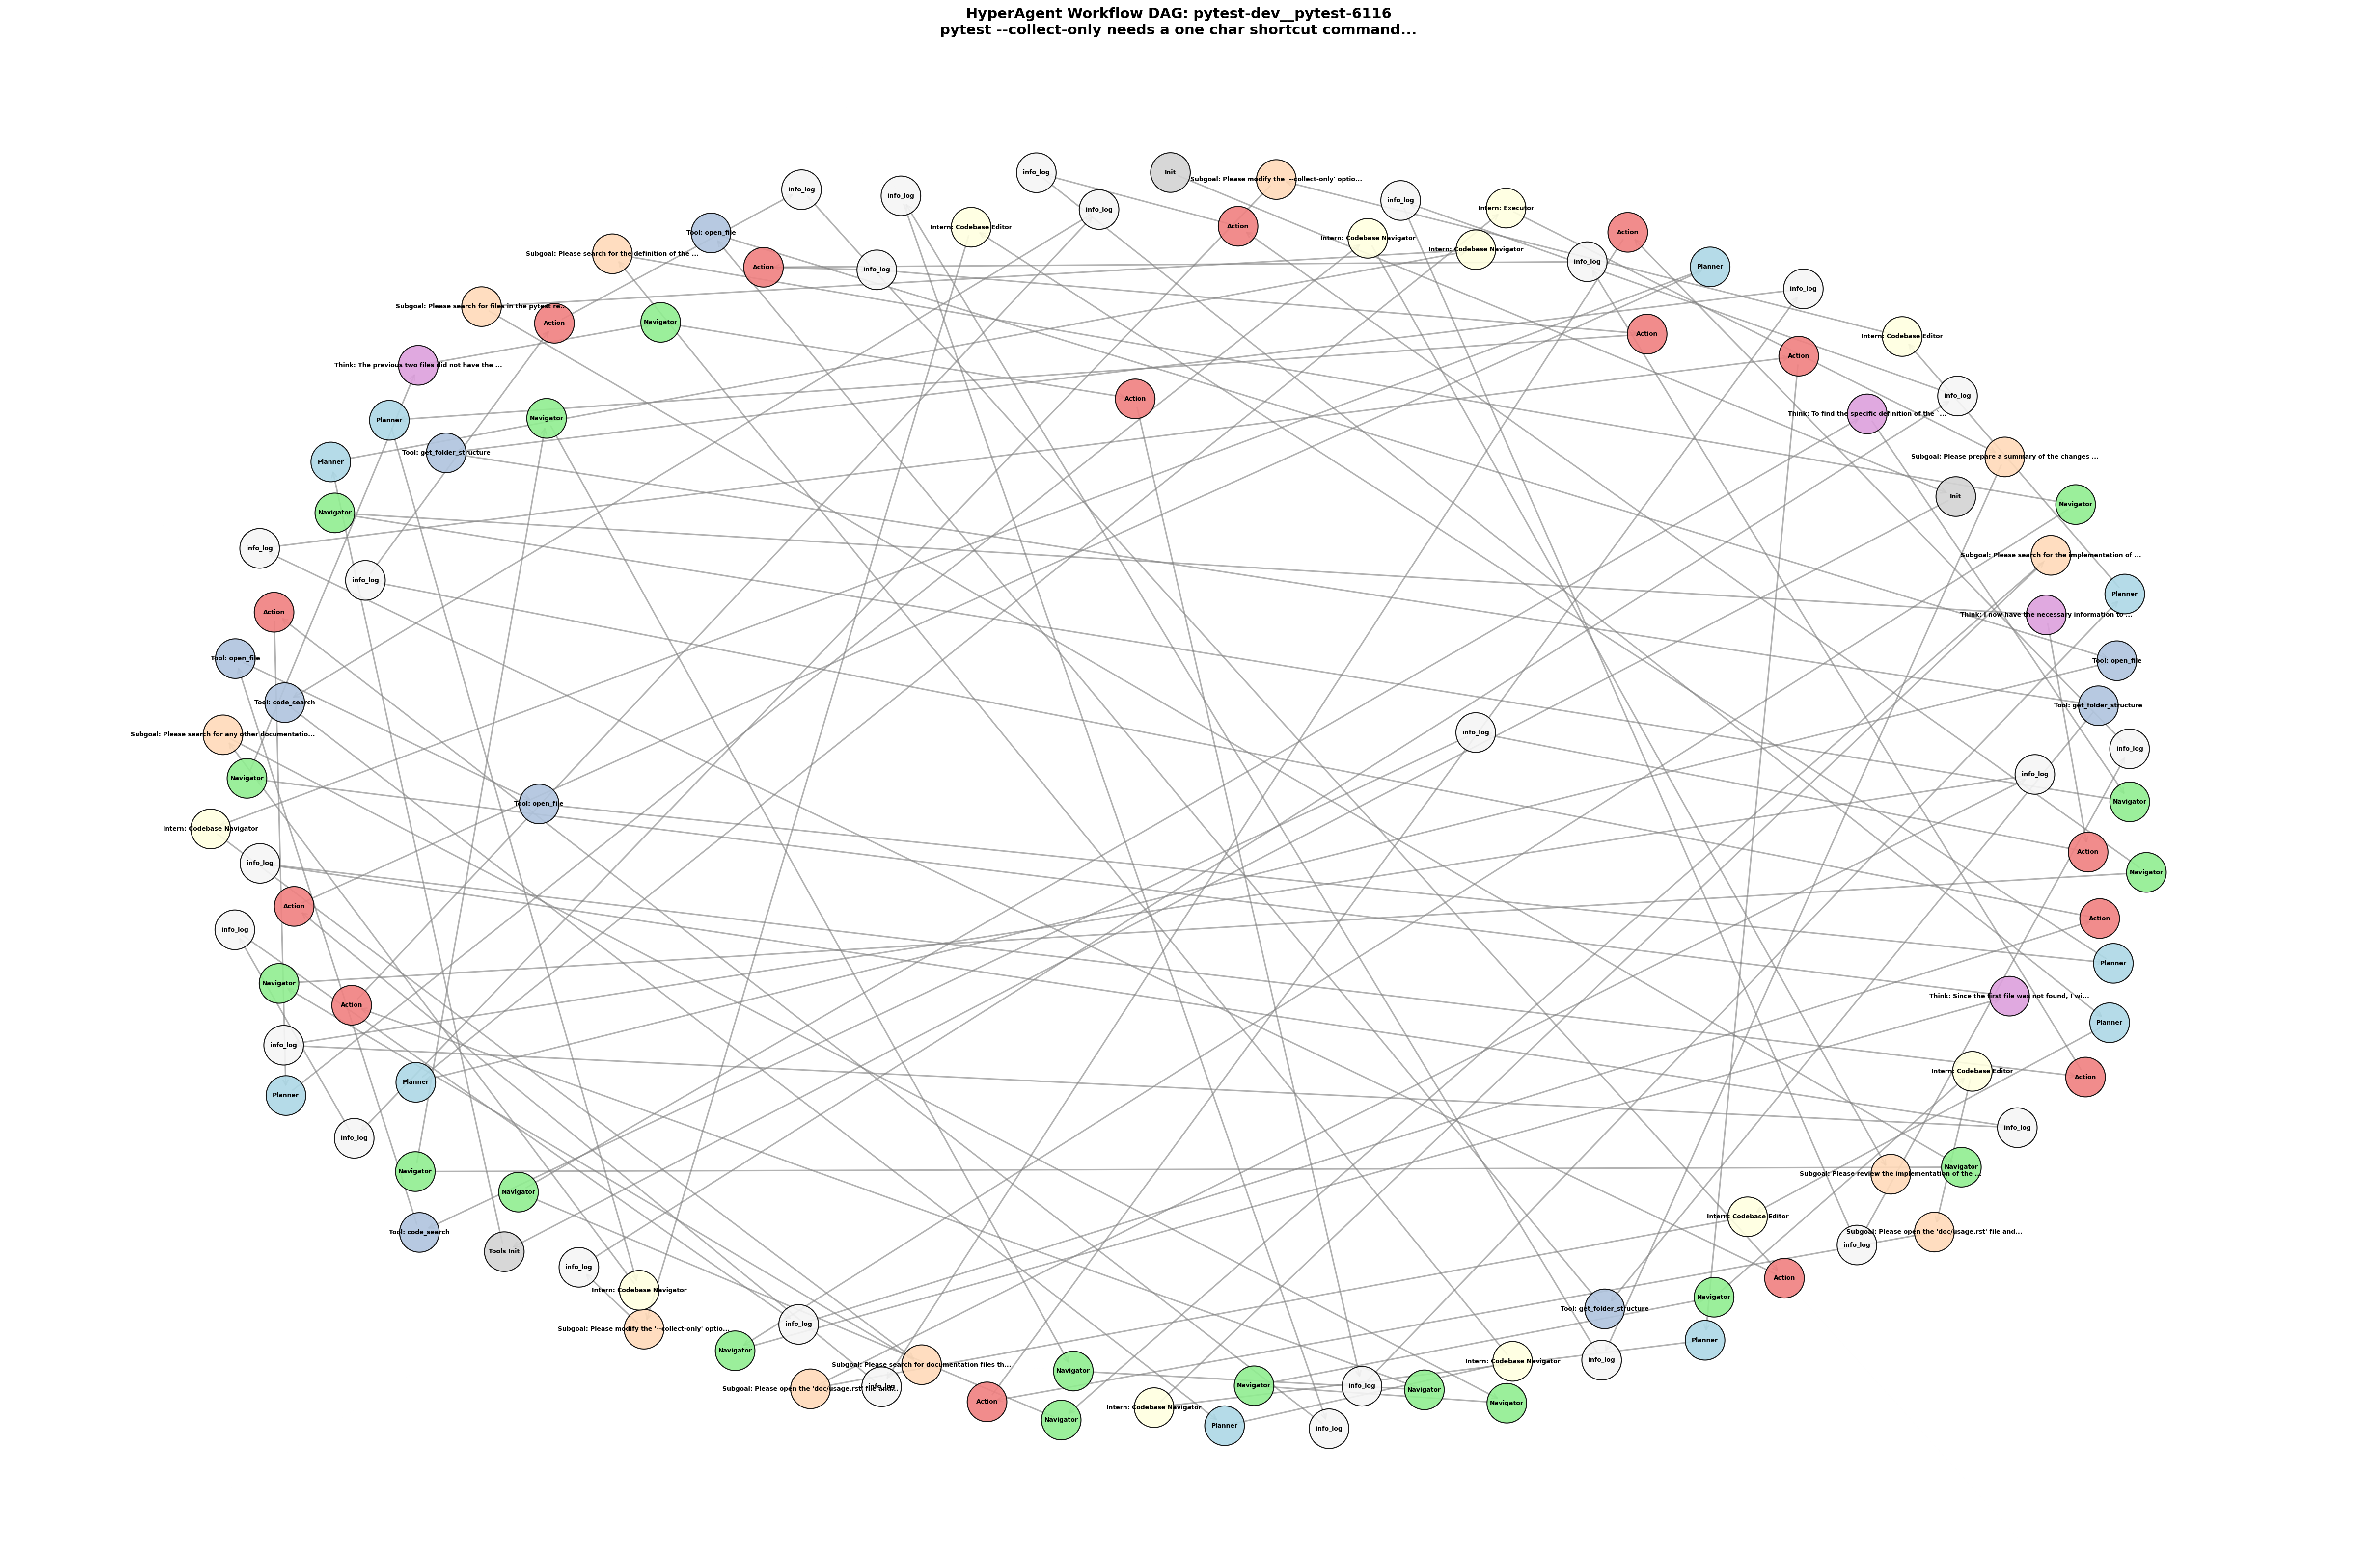 HyperAgent Workflow DAG: pytest-dev__pytest-6116
pytest --collect-only needs a one char shortcut command...
info_log
Init
Subgoal: Please modify the '--collect-only' optio...
info_log
info_log
info_log
info_log
Intern: Executor
Action
Intern: Codebase Editor
Action
Tool: open_file
Intern: Codebase Navigator
Intern: Codebase Navigator
Subgoal: Please search for the definition of the ...
info_log
Action
Planner
Action
info_log
info_log
Subgoal: Please search for files in the pytest re...
Action
Navigator
Action
Intern: Codebase Editor
Action
Think: The previous two files did not have the ...
info_log
Action
Think: To find the specific definition of the ` ...
Planner
Navigator
Tool: get_folder_structure
Subgoal: Please prepare a summary of the changes ...
Planner
Init
Navigator
Navigator
info_log
Subgoal: Please search for the implementation of ...
info_log
Planner
Action
Think: I now have the necessary information to ...
Tool: open_file
Tool: open_file
Tool: code_search
Tool: get_folder_structure
Subgoal: Please search for any other documentatio...
info_log
info_log
Navigator
info_log
Navigator
Tool: open_file
Intern: Codebase Navigator
Action
info_log
Navigator
Action
Action
info_log
Planner
Navigator
Think: Since the first file was not found, I wi...
Action
Planner
info_log
Intern: Codebase Editor
Action
Planner
Planner
info_log
info_log
Navigator
Navigator
Subgoal: Please review the implementation of the ...
Navigator
Intern: Codebase Editor
Tool: code_search
Subgoal: Please open the 'doc/usage.rst' file and...
info_log
Tools Init
info_log
Action
Intern: Codebase Navigator
Navigator
Tool: get_folder_structure
info_log
Subgoal: Please modify the '--collect-only' optio...
Planner
Navigator
info_log
Intern: Codebase Navigator
Subgoal: Please search for documentation files th...
Navigator
Navigator
info_log
info_log
Subgoal: Please open the 'doc/usage.rst' file and...
Navigator
Action
Navigator
Intern: Codebase Navigator
Navigator
Planner
info_log